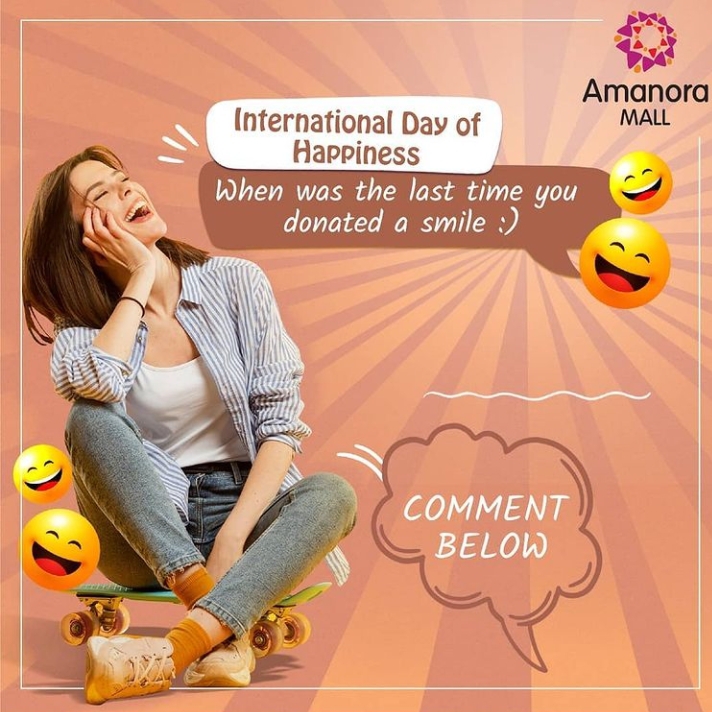 Amanora
MALL
International Day of
Happiness
When was the last time you
donated a smile :)
COMMENT
BELOW